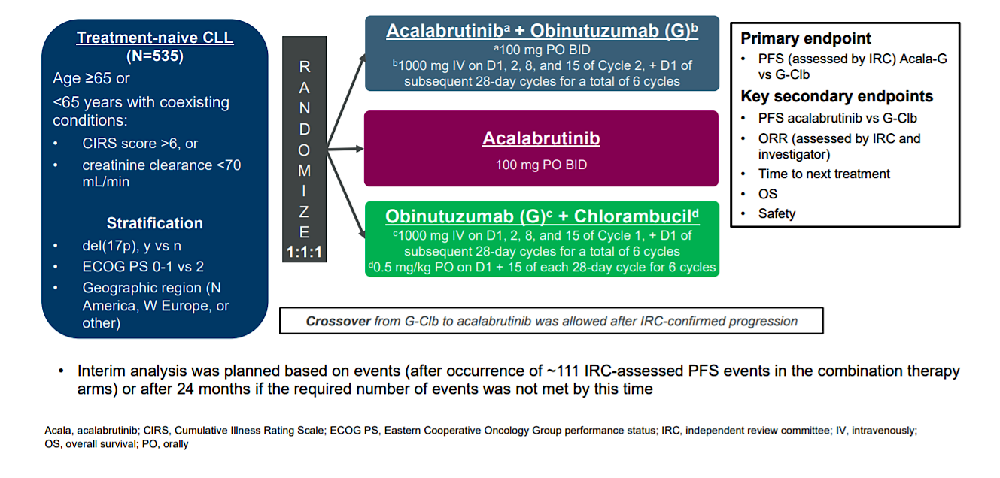 Treatment-naive CLL
(N=535)
Age ≥65 or
<65 years with coexisting
conditions:
• CIRS score >6, or
• creatinine clearance <70
mL/min
Stratification
• del(17p), y vs n
• ECOG PS 0-1 vs 2
• Geographic region (N
America, W Europe, or
other)
R
A
N
D
O
M
I
Z
E
1:1:1
Acalabrutinibᵃ + Obinutuzumab (G)ᵇ
ᵃ100 mg PO BID
ᵇ1000 mg IV on D1, 2, 8, and 15 of Cycle 2, + D1 of
subsequent 28-day cycles for a total of 6 cycles
Acalabrutinib
100 mg PO BID
Obinutuzumab (G)ᶜ + Chlorambucilᵈ
ᶜ1000 mg IV on D1, 2, 8, and 15 of Cycle 1, + D1 of
subsequent 28-day cycles for a total of 6 cycles
ᵈ0.5 mg/kg PO on D1 + 15 of each 28-day cycle for 6 cycles
Primary endpoint
• PFS (assessed by IRC) Acala-G
vs G-Clb
Key secondary endpoints
• PFS acalabrutinib vs G-Clb
• ORR (assessed by IRC and
investigator)
• Time to next treatment
• OS
• Safety
Crossover from G-Clb to acalabrutinib was allowed after IRC-confirmed progression
• Interim analysis was planned based on events (after occurrence of ~111 IRC-assessed PFS events in the combination therapy
arms) or after 24 months if the required number of events was not met by this time
Acala, acalabrutinib; CIRS, Cumulative Illness Rating Scale; ECOG PS, Eastern Cooperative Oncology Group performance status; IRC, independent review committee; IV, intravenously;
OS, overall survival; PO, orally